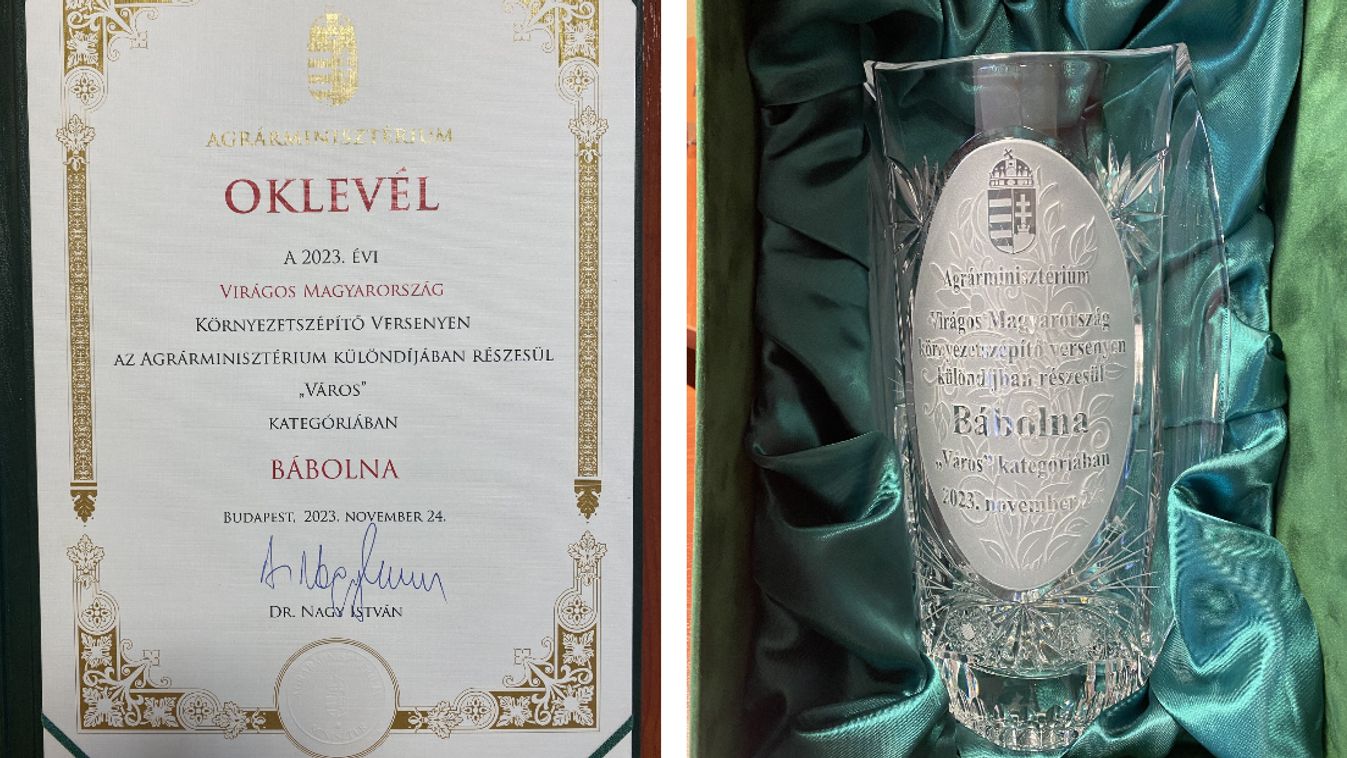 AGRÁRMINISZTÉRIUM
OKLEVÉL
A 2023. ÉVI
VIRÁGOS MAGYARORSZÁG
KÖRNYEZETSZÉPÍTŐ VERSENYEN
AZ AGRÁRMINISZTÉRIUM KÜLÖNDÍJÁBAN RÉSZESÜL
„VÁROS”
KATEGÓRIÁBAN
BÁBOLNA
BUDAPEST, 2023. NOVEMBER 24.
DR. NAGY ISTVÁN
Agrárminisztérium
Virágos Magyarország
környezetszépítő versenyen
különdíjban részesül
Bábolna
„Város” kategóriában
2023. november